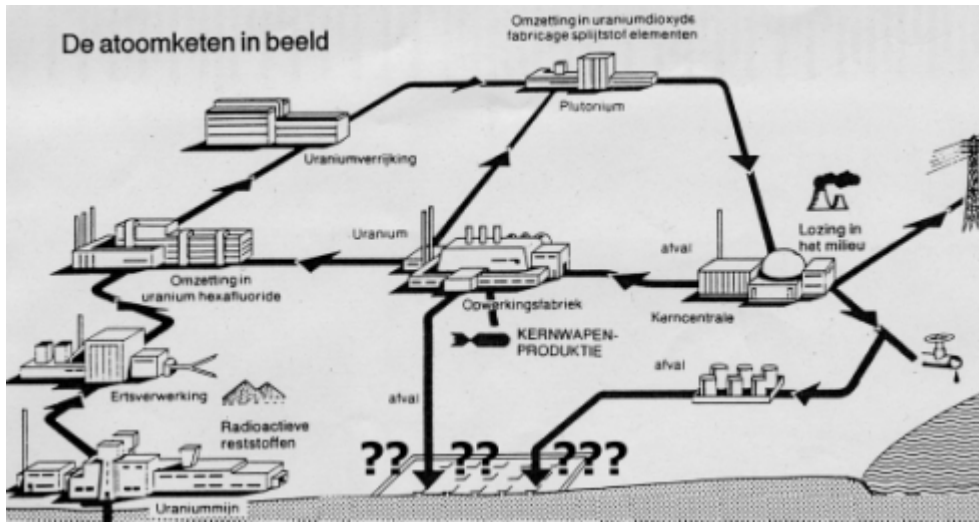 De atoomketen in beeld
Omzetting in uraniumdioxyde
fabricage splijtstof elementen
Plutonium
Uraniumverrijking
Uranium
afval
Lozing in
het milieu
Omzetting in
uranium hexafluoride
Opwerkingsfabriek
Kerncentrale
KERNWAPEN-
PRODUKTIE
afval
Ertsverwerking
afval
Radioactieve
reststoffen
?? ?? ???
Uraniummijn